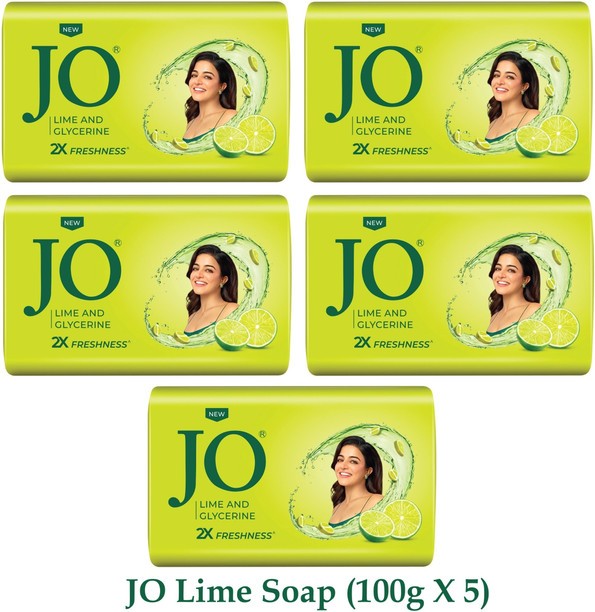 NEW
JO®
LIME AND
GLYCERINE
2X FRESHNESS*
NEW
JO®
LIME AND
GLYCERINE
2X FRESHNESS*
NEW
JO®
LIME AND
GLYCERINE
2X FRESHNESS*
NEW
JO®
LIME AND
GLYCERINE
2X FRESHNESS*
NEW
JO®
LIME AND
GLYCERINE
2X FRESHNESS*
JO Lime Soap (100g X 5)